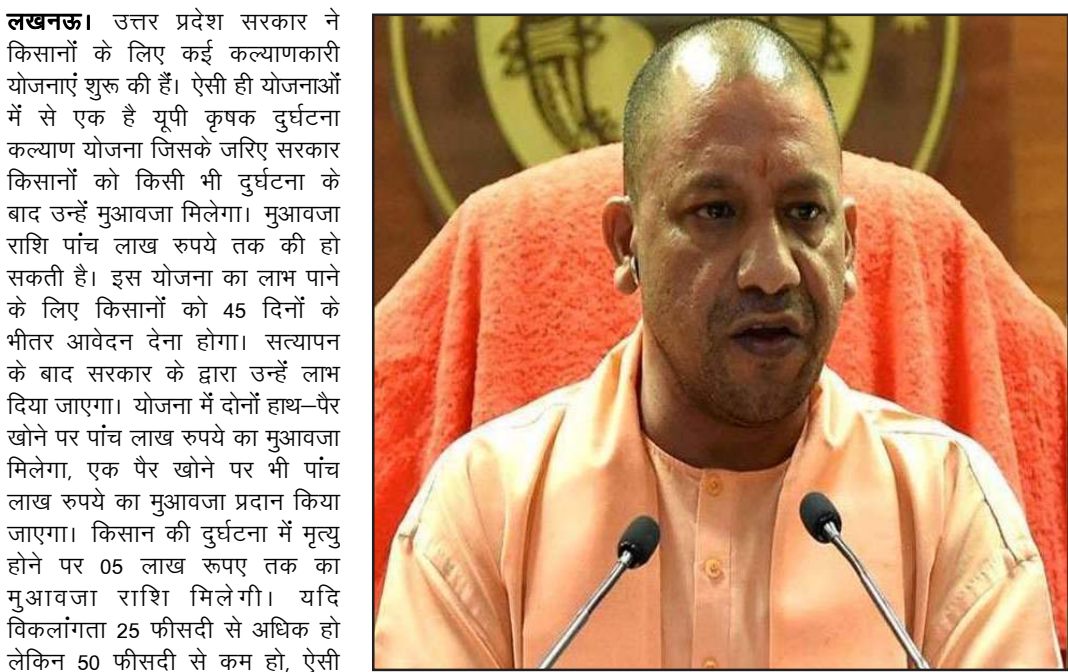 लखनऊ। उत्तर प्रदेश सरकार ने
किसानों के लिए कई कल्याणकारी
योजनाएं शुरू की हैं। ऐसी ही योजनाओं
में से एक है यूपी कृषक दुर्घटना
कल्याण योजना जिसके जरिए सरकार
किसानों को किसी भी दुर्घटना के
बाद उन्हें मुआवजा मिलेगा। मुआवजा
राशि पांच लाख रुपये तक की हो
सकती है। इस योजना का लाभ पाने
के लिए किसानों को 45 दिनों के
भीतर आवेदन देना होगा। सत्यापन
के बाद सरकार के द्वारा उन्हें लाभ
दिया जाएगा। योजना में दोनों हाथ–पैर
खोने पर पांच लाख रुपये का मुआवजा
मिलेगा, एक पैर खोने पर भी पांच
लाख रुपये का मुआवजा प्रदान किया
जाएगा। किसान की दुर्घटना में मृत्यु
होने पर 05 लाख रूपए तक का
मुआवजा राशि मिलेगी। यदि
विकलांगता 25 फीसदी से अधिक हो
लेकिन 50 फीसदी से कम हो, ऐसी